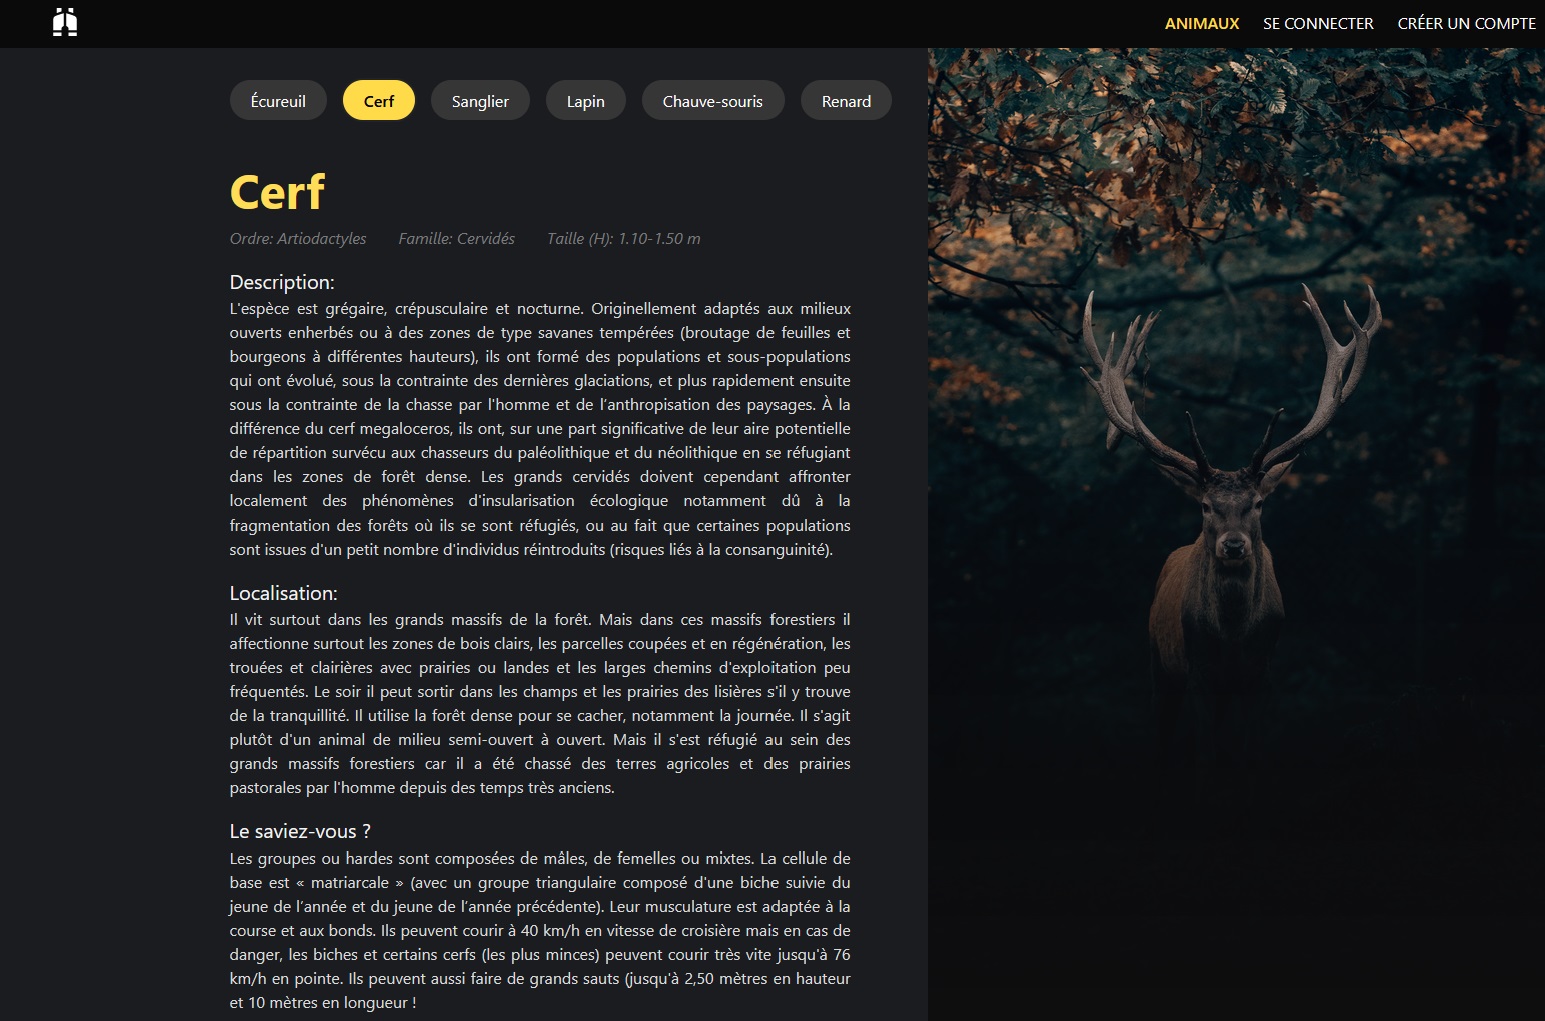 ANIMAUX SE CONNECTER CRÉER UN COMPTE
Écureuil Cerf Sanglier Lapin Chauve-souris Renard
Cerf
Ordre: Artiodactyles Famille: Cervidés Taille (H): 1.10-1.50 m
Description:
L'espèce est grégaire, crépusculaire et nocturne. Originellement adaptés aux milieux
ouverts enherbés ou à des zones de type savanes tempérées (broutage de feuilles et
bourgeons à différentes hauteurs), ils ont formé des populations et sous-populations
qui ont évolué, sous la contrainte des dernières glaciations, et plus rapidement ensuite
sous la contrainte de la chasse par l'homme et de l’anthropisation des paysages. À la
différence du cerf megaloceros, ils ont, sur une part significative de leur aire potentielle
de répartition survécu aux chasseurs du paléolithique et du néolithique en se réfugiant
dans les zones de forêt dense. Les grands cervidés doivent cependant affronter
localement des phénomènes d'insularisation écologique notamment dû à la
fragmentation des forêts où ils se sont réfugiés, ou au fait que certaines populations
sont issues d'un petit nombre d'individus réintroduits (risques liés à la consanguinité).
Localisation:
Il vit surtout dans les grands massifs de la forêt. Mais dans ces massifs forestiers il
affectionne surtout les zones de bois clairs, les parcelles coupées et en régénération, les
trouées et clairières avec prairies ou landes et les larges chemins d'exploitation peu
fréquentés. Le soir il peut sortir dans les champs et les prairies des lisières s'il y trouve
de la tranquillité. Il utilise la forêt dense pour se cacher, notamment la journée. Il s'agit
plutôt d'un animal de milieu semi-ouvert à ouvert. Mais il s'est réfugié au sein des
grands massifs forestiers car il a été chassé des terres agricoles et des prairies
pastorales par l'homme depuis des temps très anciens.
Le saviez-vous ?
Les groupes ou hardes sont composées de mâles, de femelles ou mixtes. La cellule de
base est « matriarcale » (avec un groupe triangulaire composé d'une biche suivie du
jeune de l’année et du jeune de l’année précédente). Leur musculature est adaptée à la
course et aux bonds. Ils peuvent courir à 40 km/h en vitesse de croisière mais en cas de
danger, les biches et certains cerfs (les plus minces) peuvent courir très vite jusqu'à 76
km/h en pointe. Ils peuvent aussi faire de grands sauts (jusqu'à 2,50 mètres en hauteur
et 10 mètres en longueur !